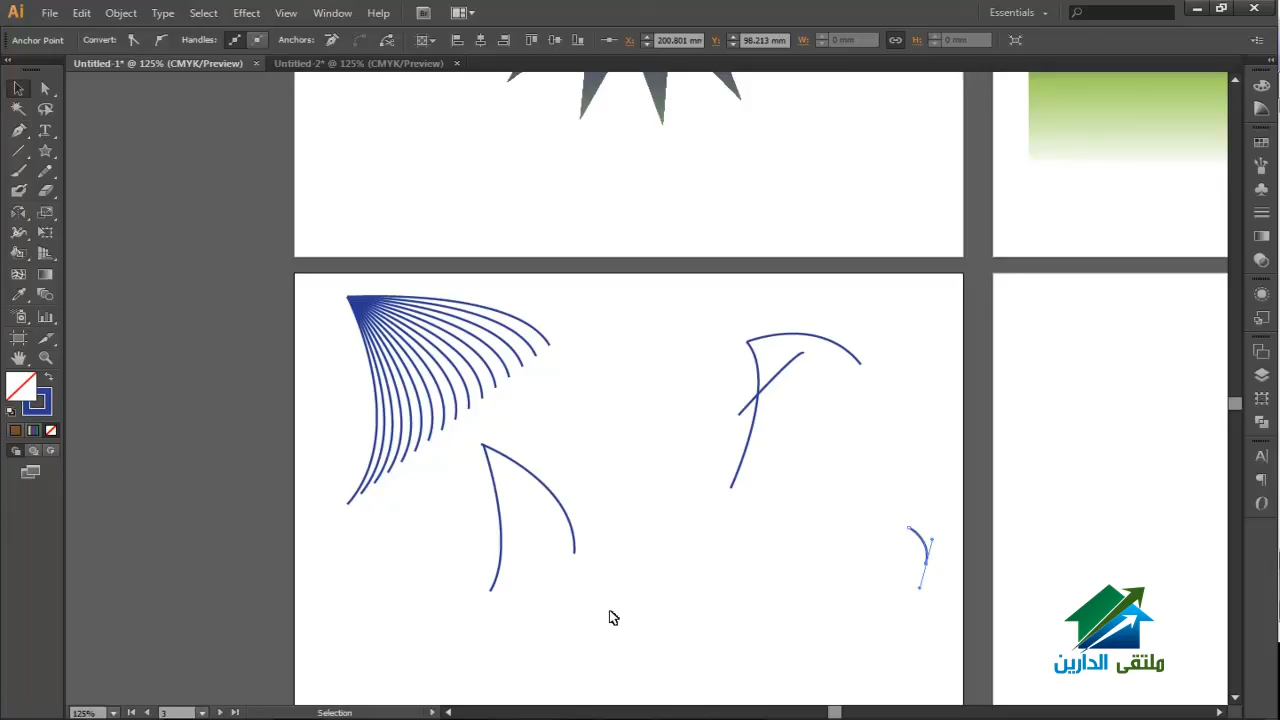 Ai File Edit Object Type Select Effect View Window Help Br Essentials
Anchor Point Convert: Handles: Anchors: X: 200.801 mm Y: 98.213 mm W: 0 mm H: 0 mm
Untitled-1* @ 125% (CMYK/Preview) × Untitled-2* @ 125% (CMYK/Preview) ×
ملتقى الدارين
125% 3 Selection